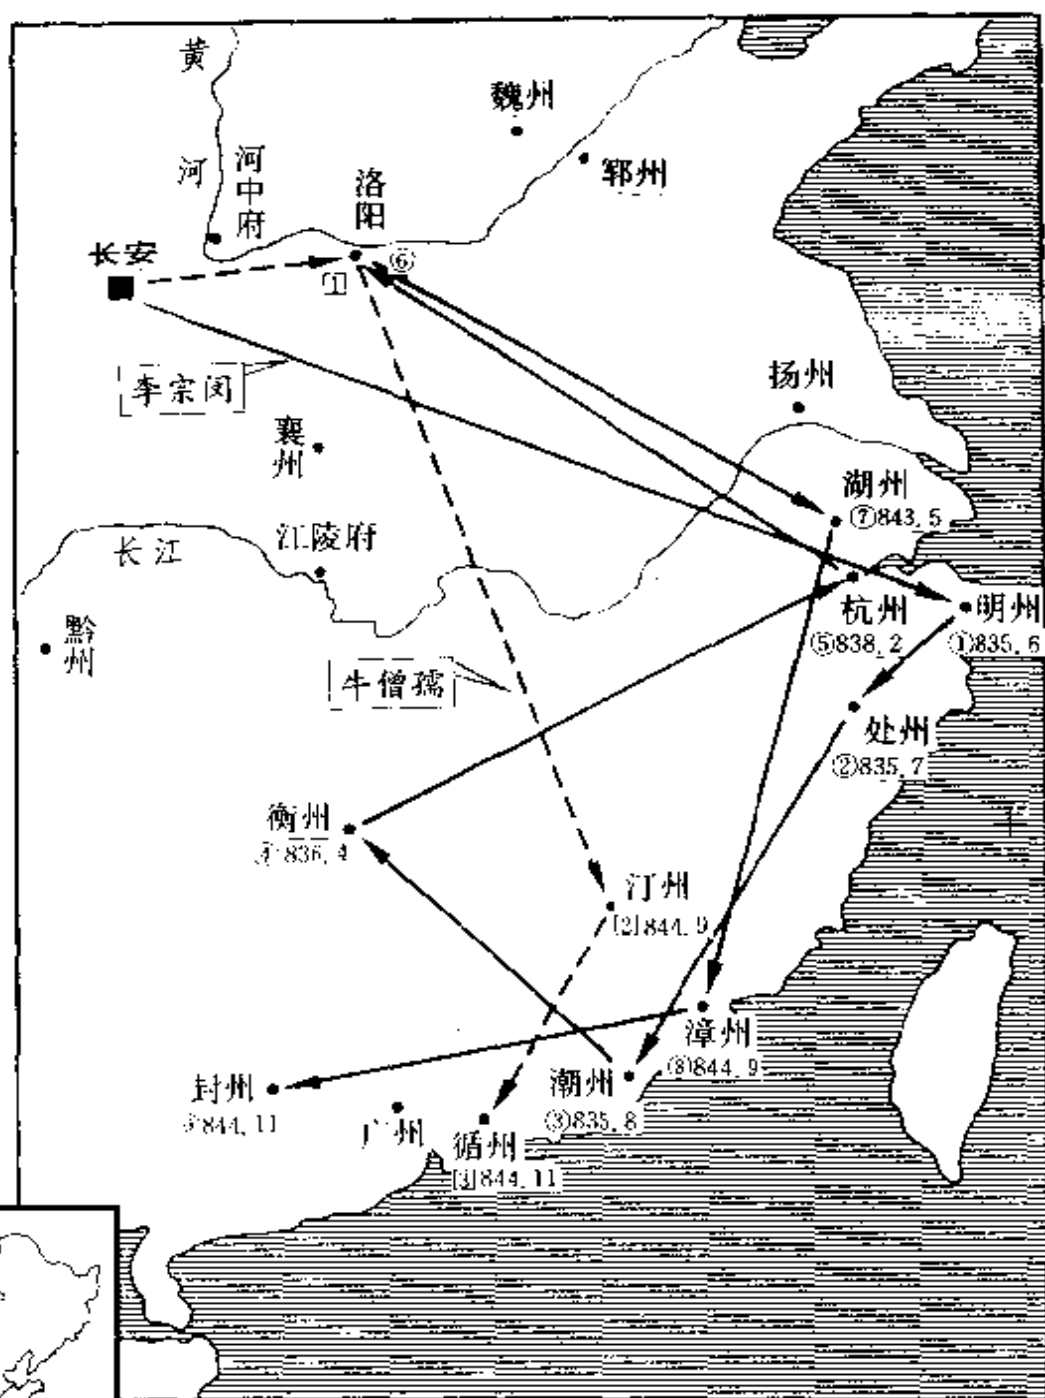 黄河
魏州
河中府
郓州
洛阳
长安
⑥
[1]
扬州
李宗闵
襄州
湖州
⑦843.5
长江
江陵府
杭州
⑤838.2
明州
①835.6
黔州
牛僧孺
处州
②835.7
衡州
④836.4
汀州
[2]844.9
漳州
⑧844.9
潮州
③835.8
封州
844.11
广州
循州
[3]844.11